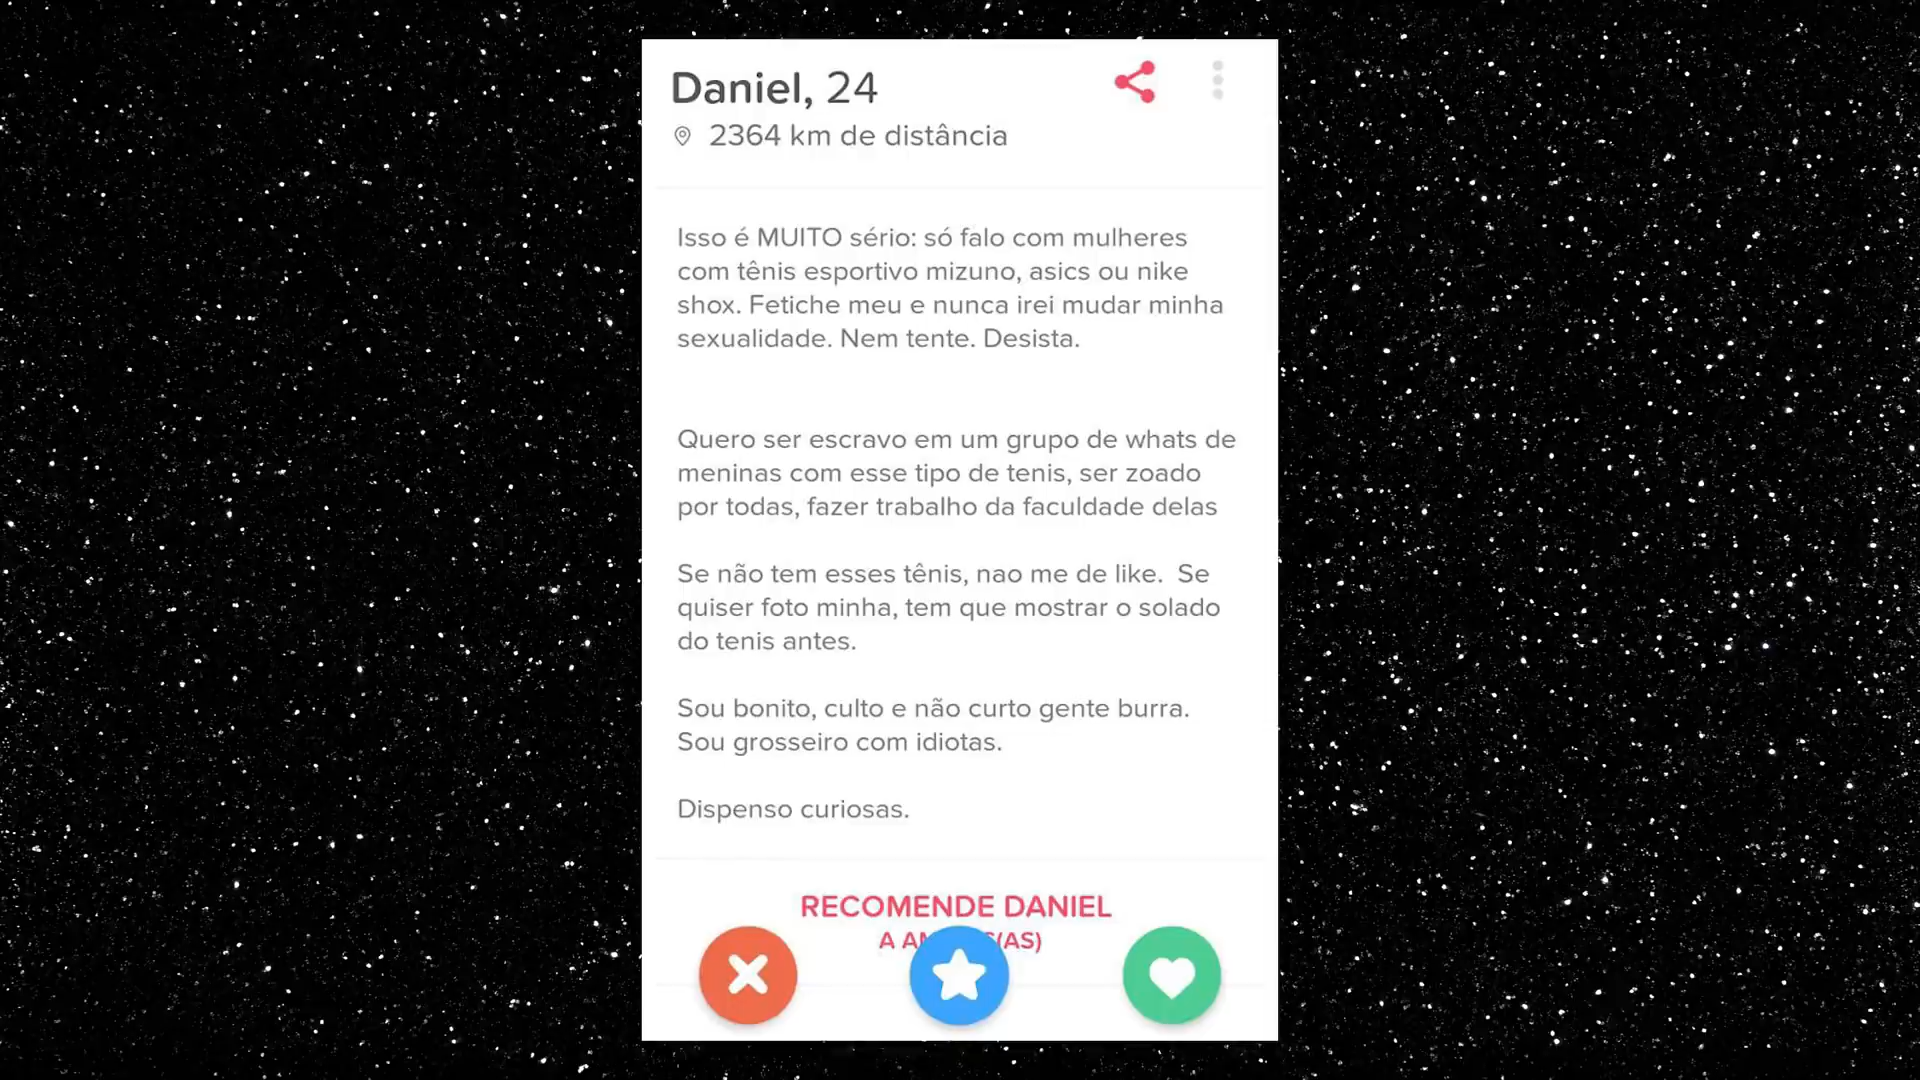 Daniel, 24
2364 km de distância
Isso é MUITO sério: só falo com mulheres
com tênis esportivo mizuno, asics ou nike
shox. Fetiche meu e nunca irei mudar minha
sexualidade. Nem tente. Desista.
Quero ser escravo em um grupo de whats de
meninas com esse tipo de tenis, ser zoado
por todas, fazer trabalho da faculdade delas
Se não tem esses tênis, nao me de like. Se
quiser foto minha, tem que mostrar o solado
do tenis antes.
Sou bonito, culto e não curto gente burra.
Sou grosseiro com idiotas.
Dispenso curiosas.
RECOMENDE DANIEL
A